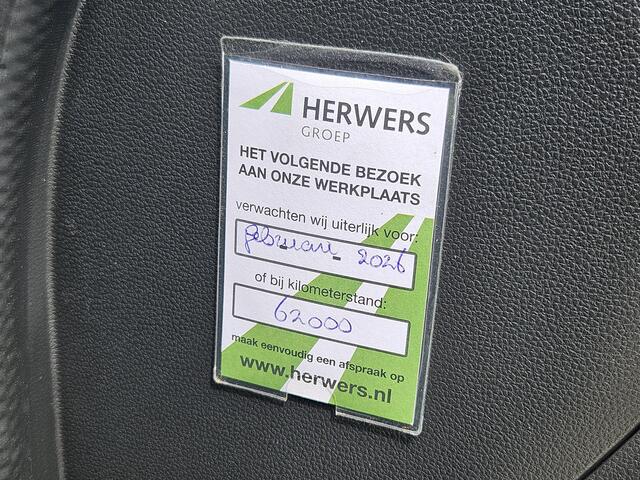 HERWERS
GROEP
HET VOLGENDE BEZOEK
AAN ONZE WERKPLAATS
verwachten wij uiterlijk voor:
februari 2026
of bij kilometerstand:
62000
maak eenvoudig een afspraak op
www.herwers.nl